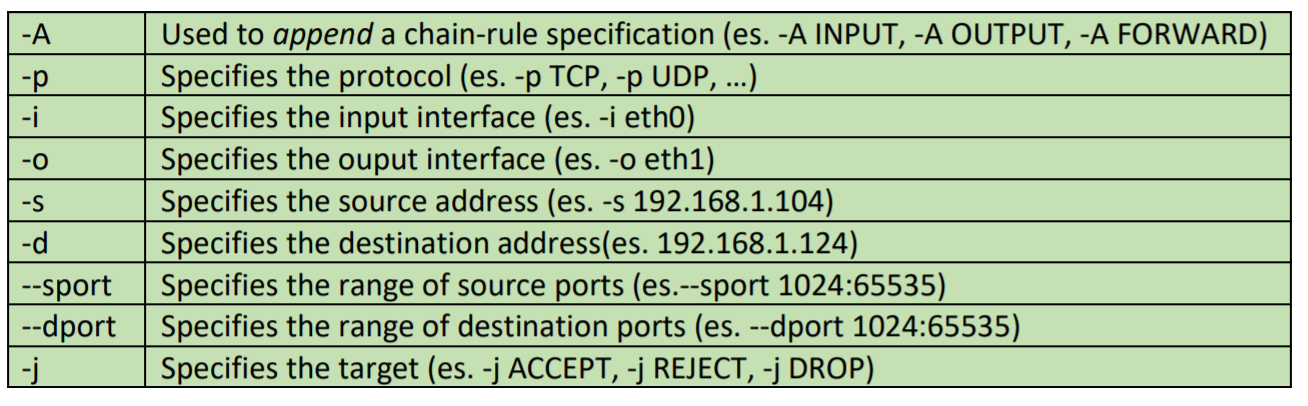 -A Used to append a chain-rule specification (es. -A INPUT, -A OUTPUT, -A FORWARD)
-p Specifies the protocol (es. -p TCP, -p UDP, …)
-i Specifies the input interface (es. -i eth0)
-o Specifies the ouput interface (es. -o eth1)
-s Specifies the source address (es. -s 192.168.1.104)
-d Specifies the destination address(es. 192.168.1.124)
--sport Specifies the range of source ports (es.--sport 1024:65535)
--dport Specifies the range of destination ports (es. --dport 1024:65535)
-j Specifies the target (es. -j ACCEPT, -j REJECT, -j DROP)